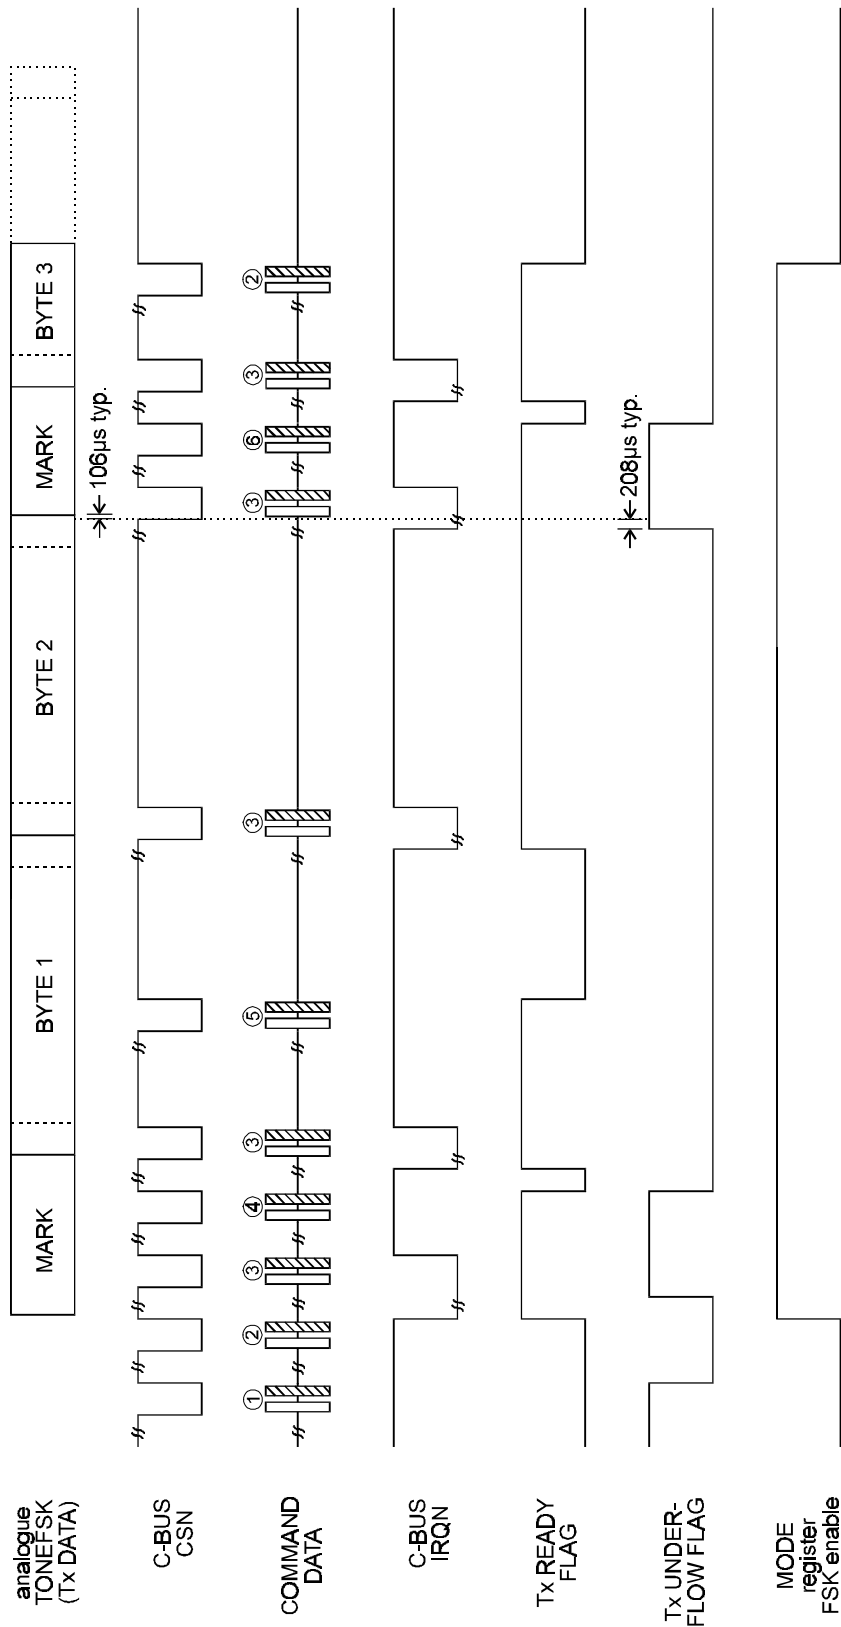 analogue
TONEFSK
(Tx DATA)
MARK
BYTE 1
BYTE 2
MARK
BYTE 3
106µs typ.
C-BUS
CSN
COMMAND
DATA
①
②
③
④
③
⑤
③
③
⑥
③
②
C-BUS
IRQN
Tx READY
FLAG
Tx UNDER-
FLOW FLAG
208µs typ.
MODE
register
FSK enable